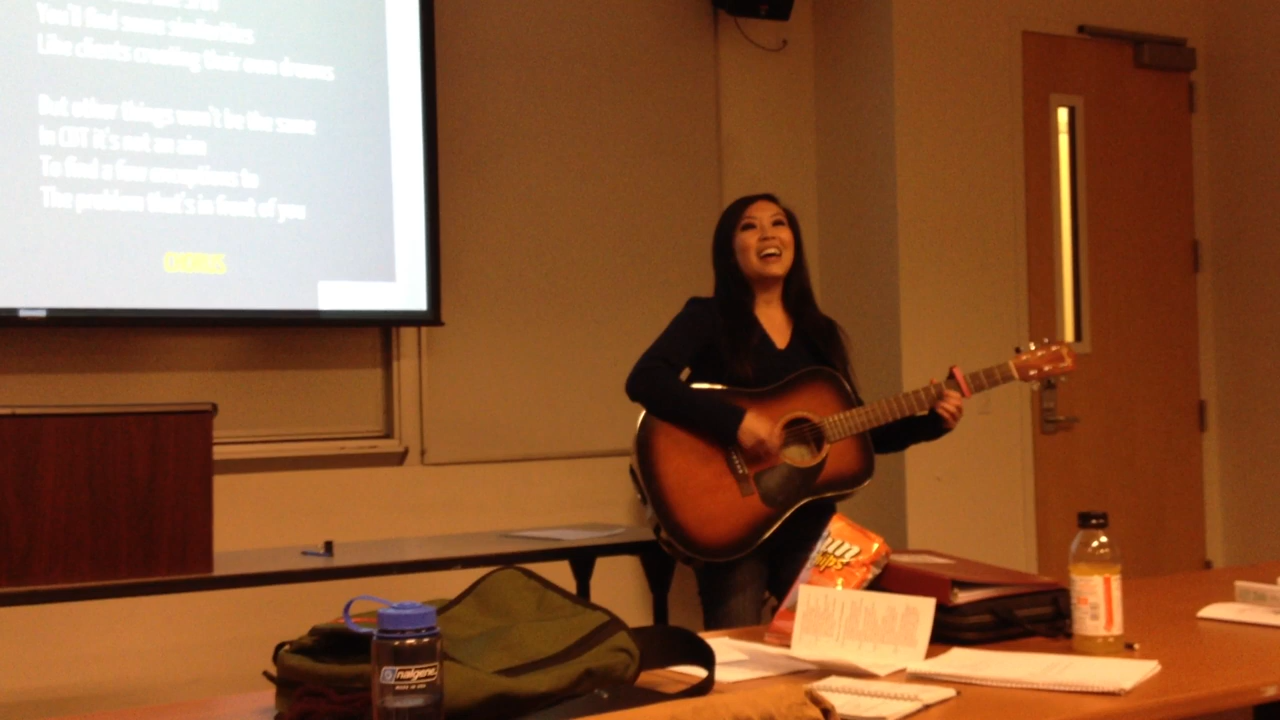 You'll find some similarities
Like clients creating their own dreams
But other things won't be the same
In CBT it's not an aim
To find a few exceptions to
The problem that's in front of you
CHORUS
Sun
Chips
nalgene